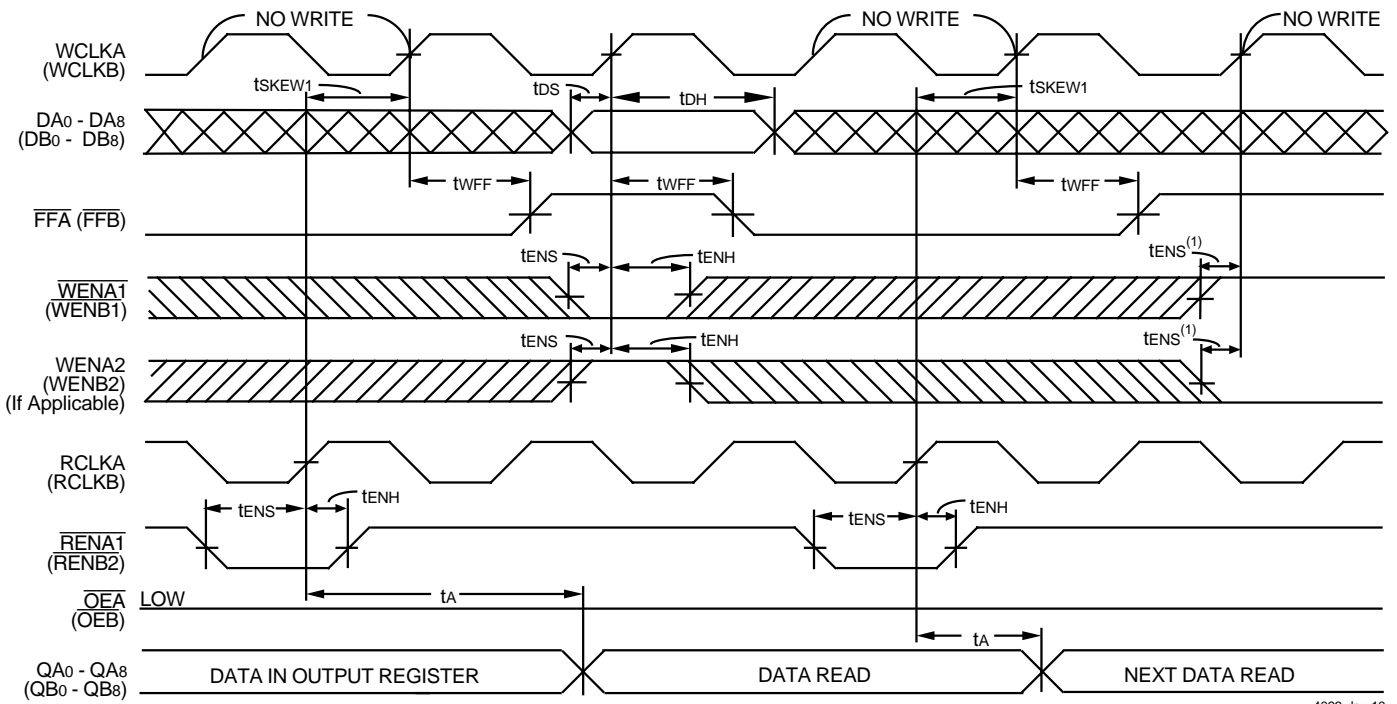 NO WRITE
NO WRITE
NO WRITE
WCLKA
(WCLKB)
tSKEW1
tDS
tDH
tSKEW1
DA0 - DA8
(DB0 - DB8)
tWFF
tWFF
tWFF
FFA (FFB)
tENS
tENH
tENS(1)
WENA1
(WENB1)
tENS
tENH
tENS(1)
WENA2
(WENB2)
(If Applicable)
RCLKA
(RCLKB)
tENS
tENH
tENS
tENH
RENA1
(RENB2)
OEA LOW
(OEB)
tA
tA
QA0 - QA8
(QB0 - QB8)
DATA IN OUTPUT REGISTER
DATA READ
NEXT DATA READ